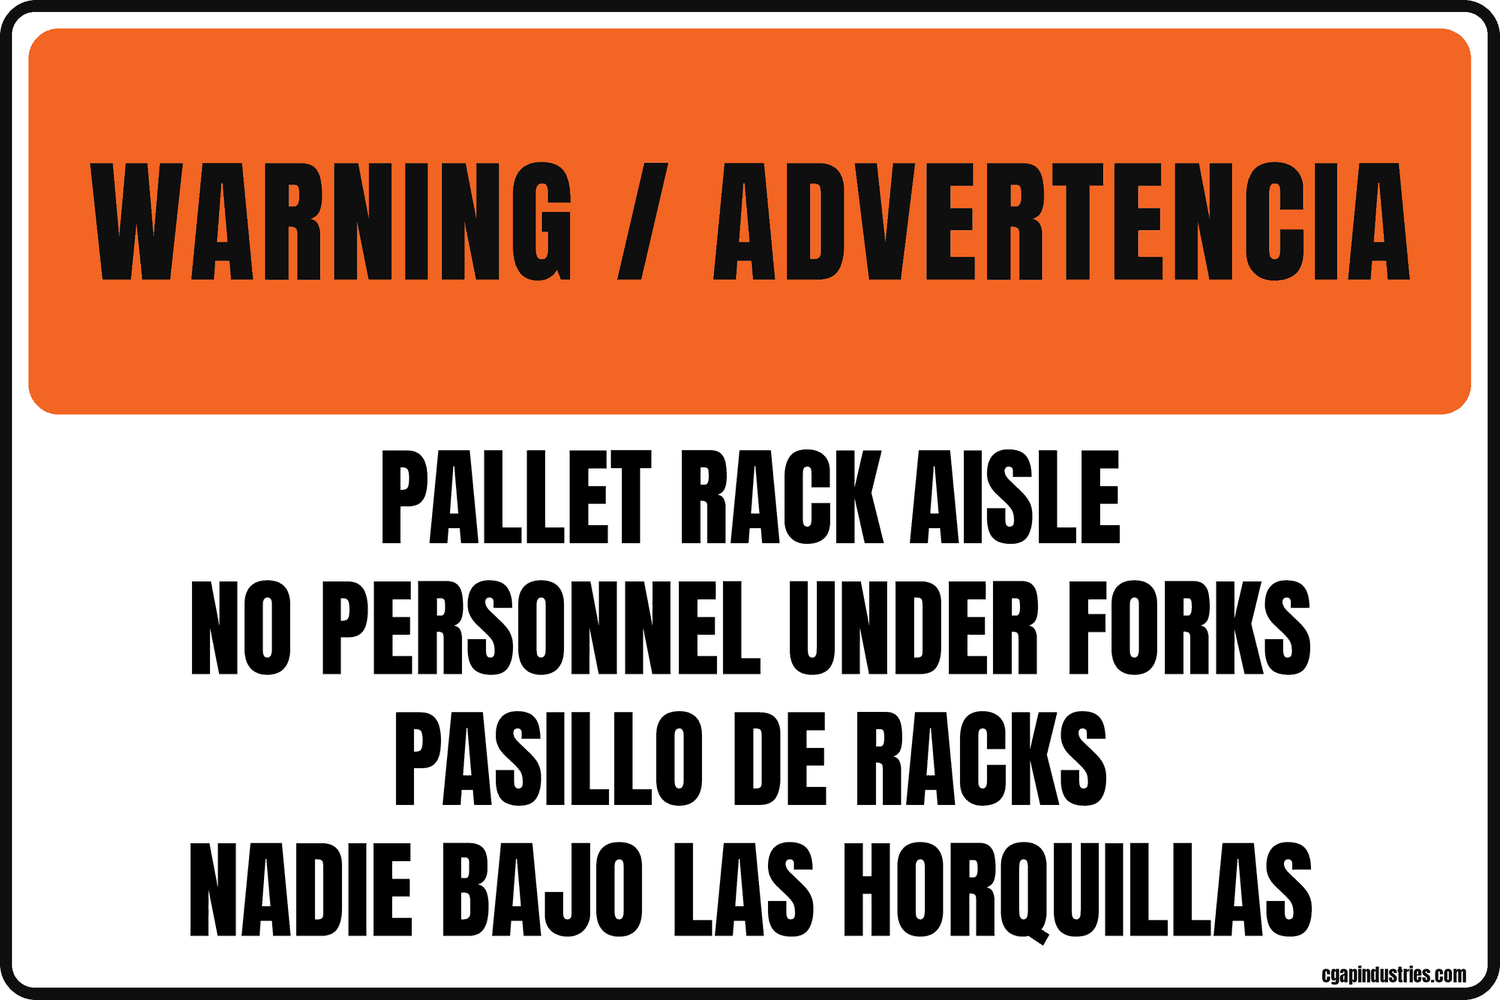 WARNING / ADVERTENCIA
PALLET RACK AISLE
NO PERSONNEL UNDER FORKS
PASILLO DE RACKS
NADIE BAJO LAS HORQUILLAS
cgapindustries.com